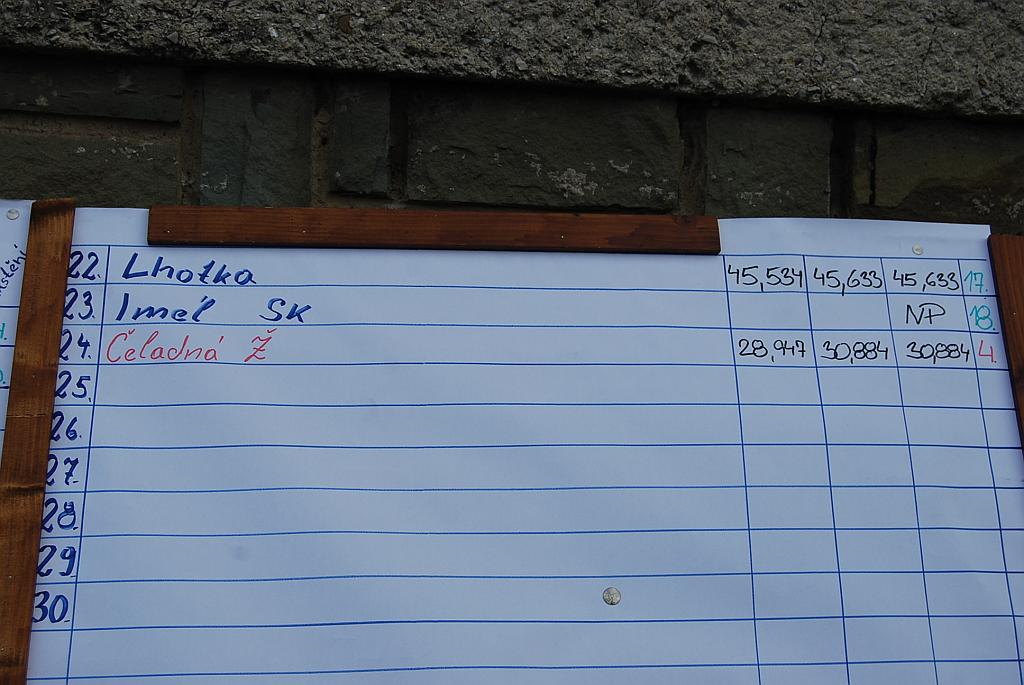 22. Lhotka 45,534 45,633 45,633 17.
23. Imeľ SK NP 18.
24. Čeladná Ž 28,947 30,884 30,884 4.
25.
26.
27.
28.
29
30.